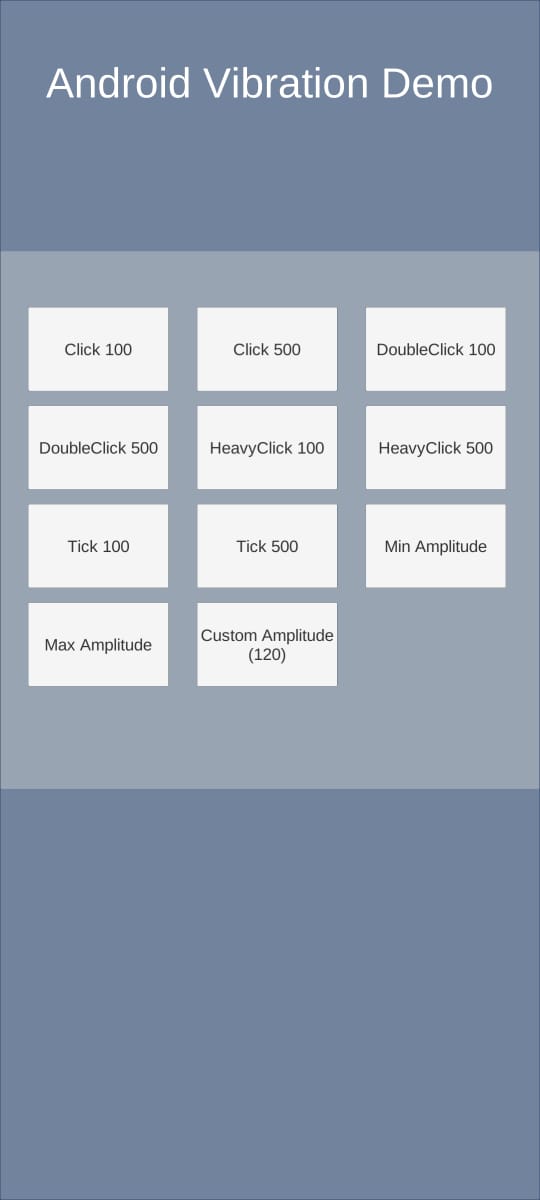 Android Vibration Demo
Click 100
Click 500
DoubleClick 100
DoubleClick 500
HeavyClick 100
HeavyClick 500
Tick 100
Tick 500
Min Amplitude
Max Amplitude
Custom Amplitude
(120)